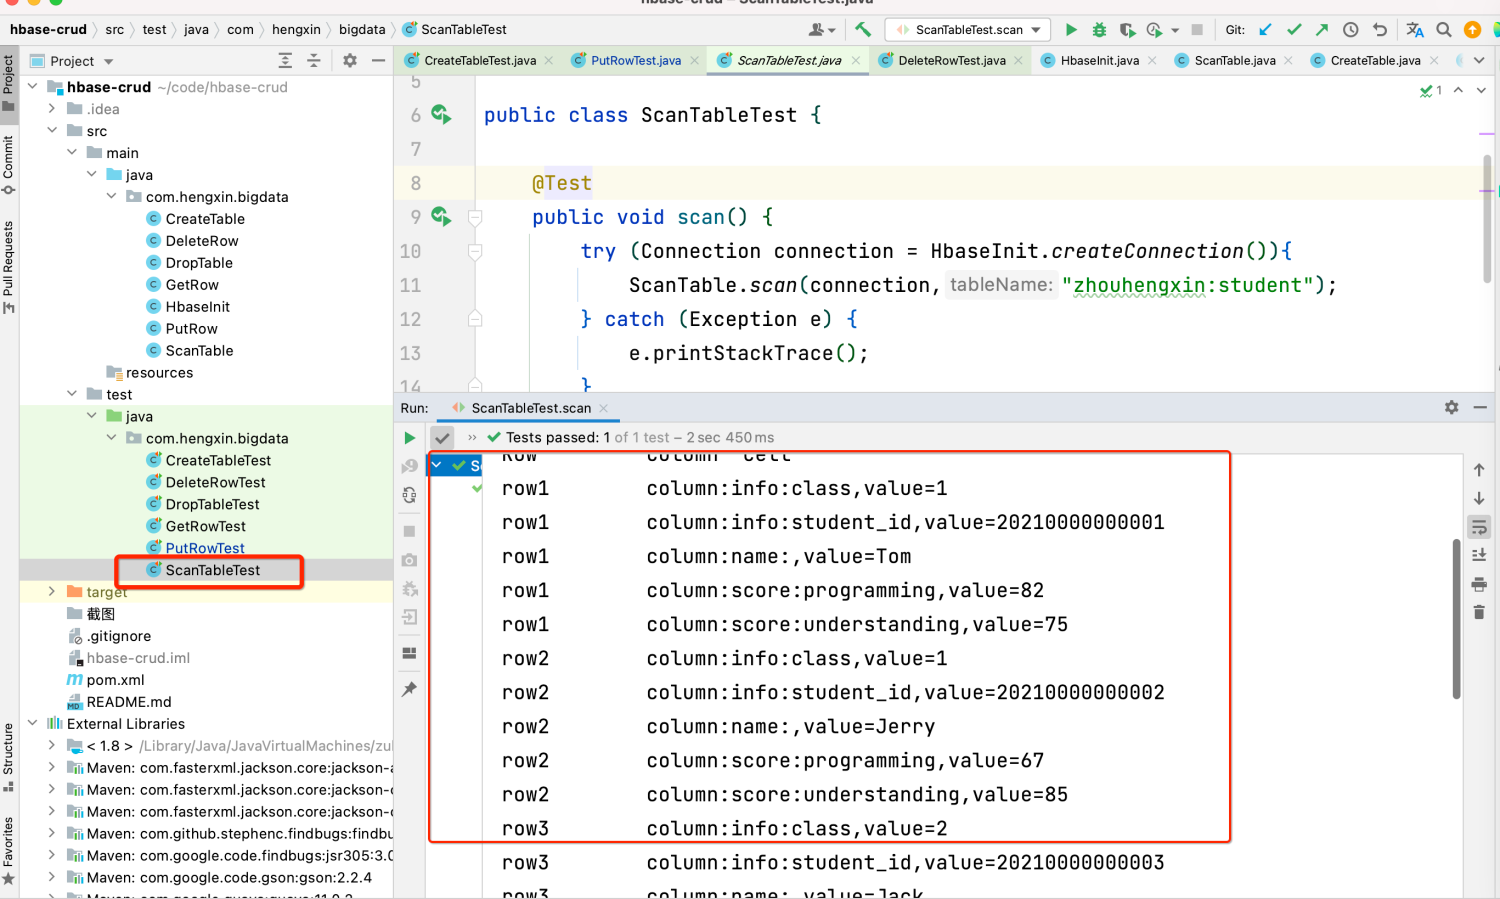 hbase-crud – ScanTableTest.java
hbase-crud src test java com hengxin bigdata ScanTableTest
ScanTableTest.scan
Git:
Project
CreateTableTest.java PutRowTest.java ScanTableTest.java DeleteRowTest.java HbaseInit.java ScanTable.java CreateTable.java
Project
Commit
Pull Requests
Structure
Favorites
hbase-crud ~/code/hbase-crud
.idea
src
main
java
com.hengxin.bigdata
CreateTable
DeleteRow
DropTable
GetRow
HbaseInit
PutRow
ScanTable
resources
test
java
com.hengxin.bigdata
CreateTableTest
DeleteRowTest
DropTableTest
GetRowTest
PutRowTest
ScanTableTest
target
截图
.gitignore
hbase-crud.iml
pom.xml
README.md
External Libraries
< 1.8 > /Library/Java/JavaVirtualMachines/zul
Maven: com.fasterxml.jackson.core:jackson-a
Maven: com.fasterxml.jackson.core:jackson-c
Maven: com.fasterxml.jackson.core:jackson-c
Maven: com.github.stephenc.findbugs:findbu
Maven: com.google.code.findbugs:jsr305:3.0
Maven: com.google.code.gson:gson:2.2.4
5
6 public class ScanTableTest {
7
8 @Test
9 public void scan() {
10 try (Connection connection = HbaseInit.createConnection()){
11 ScanTable.scan(connection, tableName: "zhouhengxin:student");
12 } catch (Exception e) {
13 e.printStackTrace();
14 }
1
Run: ScanTableTest.scan
Tests passed: 1 of 1 test – 2 sec 450 ms
Sc
Row column cell
row1 column:info:class,value=1
row1 column:info:student_id,value=20210000000001
row1 column:name:,value=Tom
row1 column:score:programming,value=82
row1 column:score:understanding,value=75
row2 column:info:class,value=1
row2 column:info:student_id,value=20210000000002
row2 column:name:,value=Jerry
row2 column:score:programming,value=67
row2 column:score:understanding,value=85
row3 column:info:class,value=2
row3 column:info:student_id,value=20210000000003
row3 column:name:,value=Jack